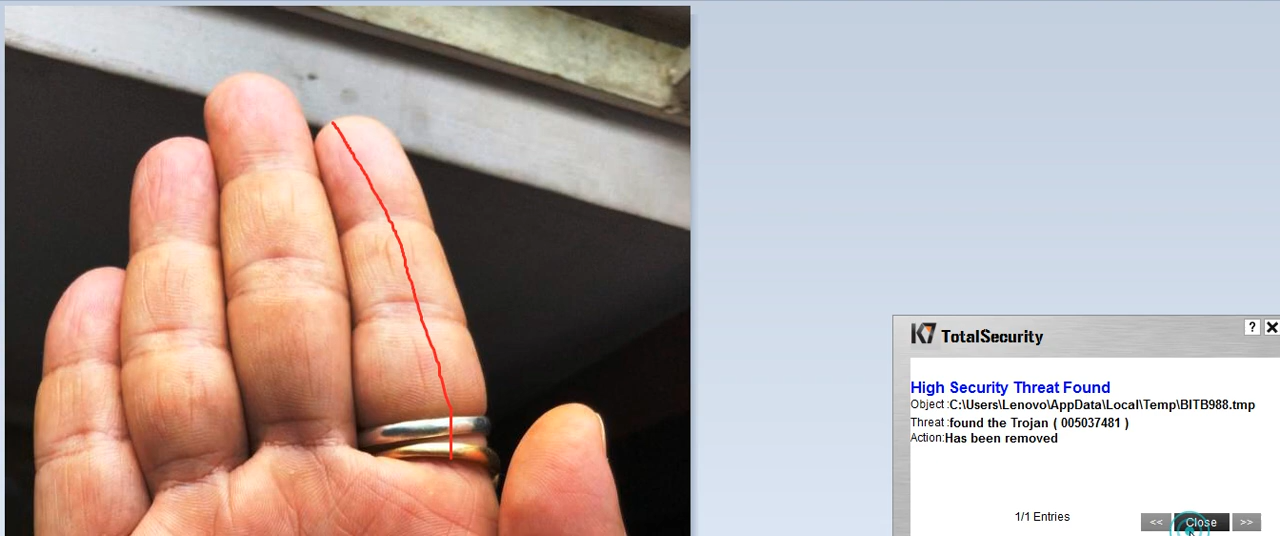 K7 TotalSecurity
? X
High Security Threat Found
Object :C:\Users\Lenovo\AppData\Local\Temp\BITB988.tmp
Threat :found the Trojan ( 005037481 )
Action:Has been removed
1/1 Entries
<< Close >>